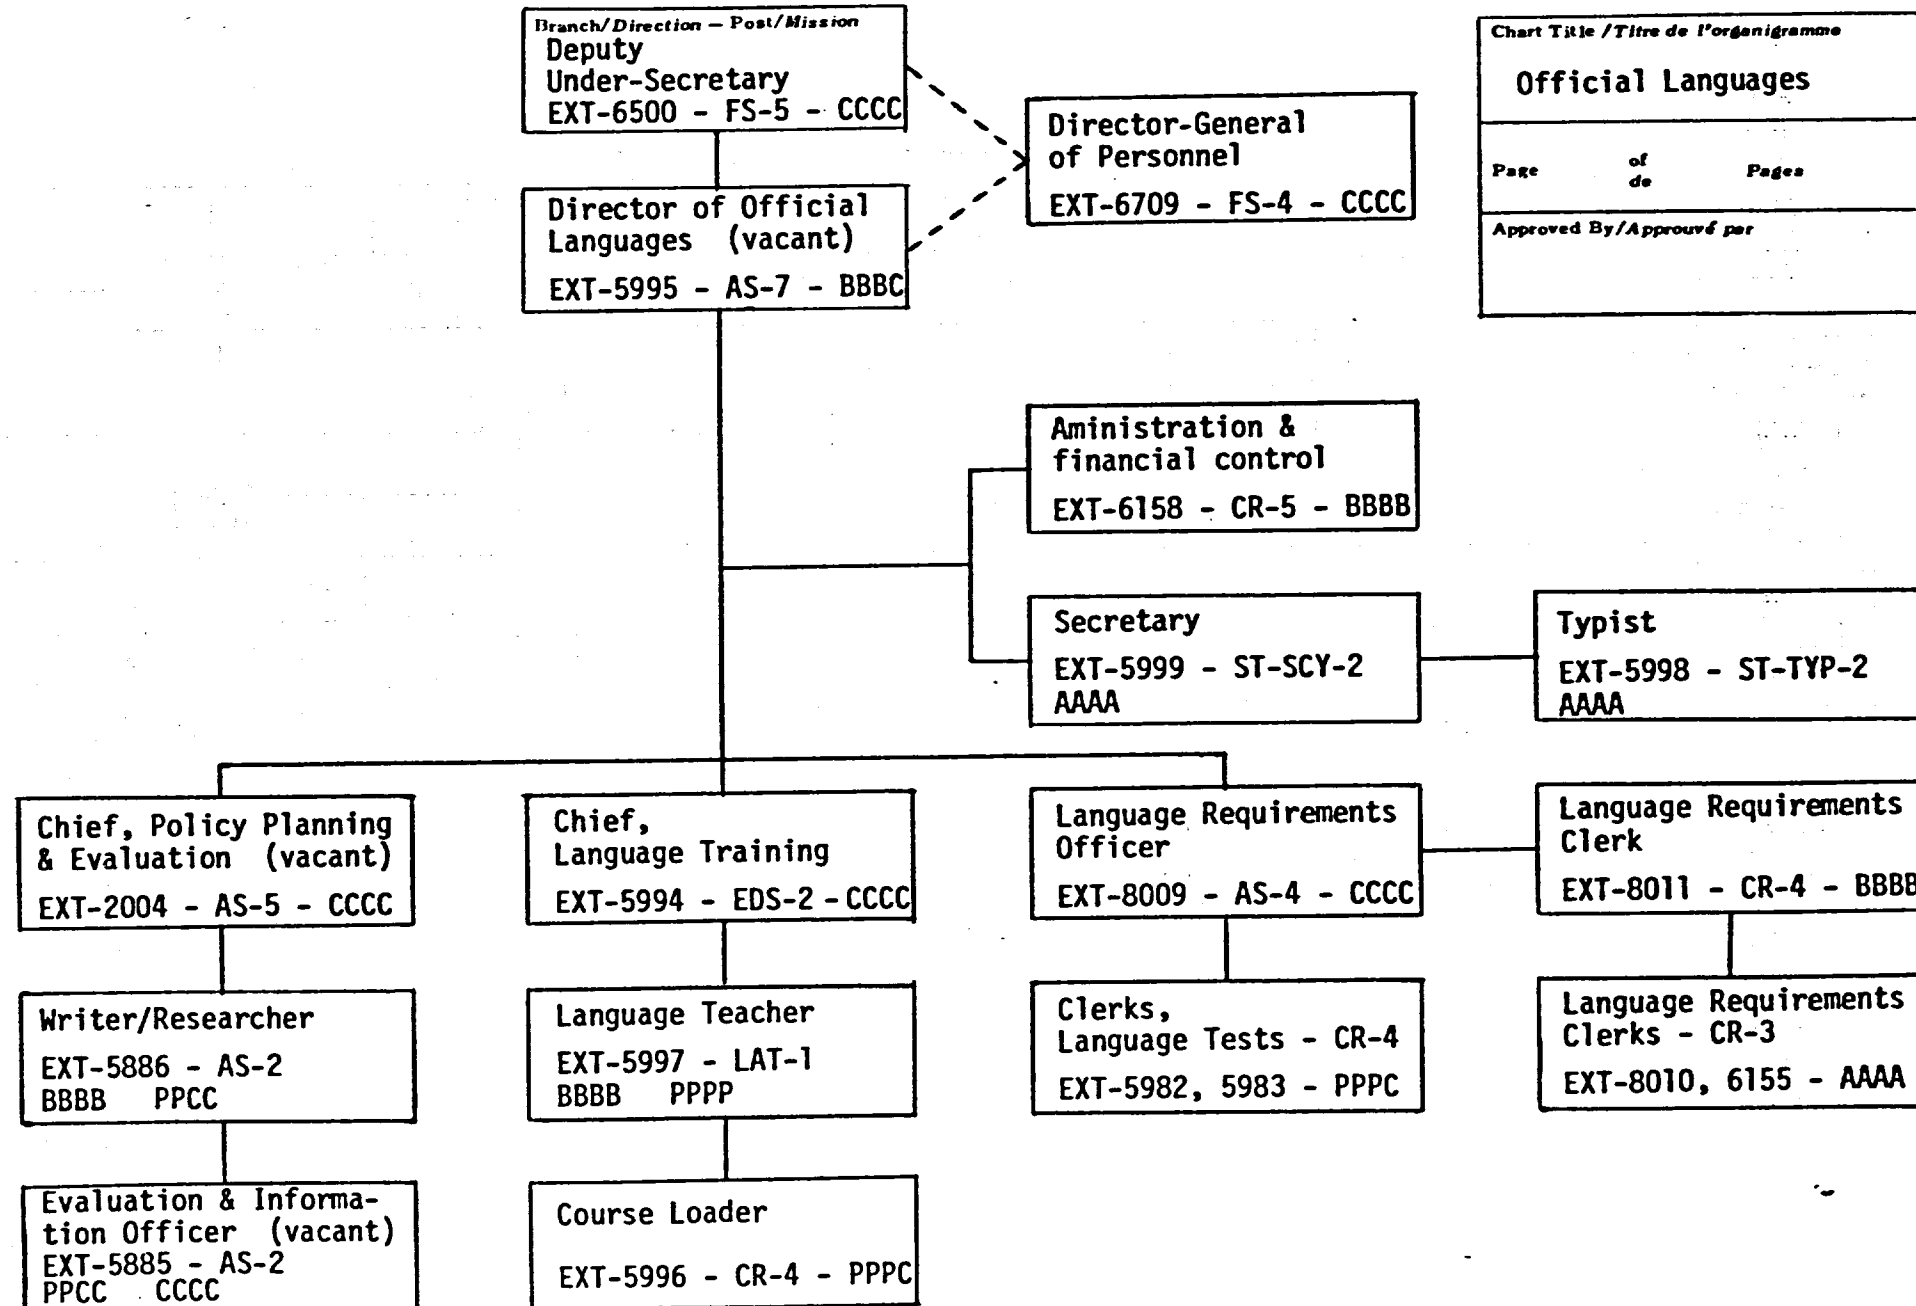 Branch/Direction — Post/Mission
Deputy
Under-Secretary
EXT-6500 - FS-5 - CCCC
Chart Title /Titre de l'organigramme
Official Languages
Page of Pages
de
Approved By/Approuvé par
Director-General
of Personnel
EXT-6709 - FS-4 - CCCC
Director of Official
Languages (vacant)
EXT-5995 - AS-7 - BBBC
Aministration &
financial control
EXT-6158 - CR-5 - BBBB
Secretary
EXT-5999 - ST-SCY-2
AAAA
Typist
EXT-5998 - ST-TYP-2
AAAA
Chief, Policy Planning
& Evaluation (vacant)
EXT-2004 - AS-5 - CCCC
Chief,
Language Training
EXT-5994 - EDS-2 - CCCC
Language Requirements
Officer
EXT-8009 - AS-4 - CCCC
Language Requirements
Clerk
EXT-8011 - CR-4 - BBBB
Writer/Researcher
EXT-5886 - AS-2
BBBB PPCC
Language Teacher
EXT-5997 - LAT-1
BBBB PPPP
Clerks,
Language Tests - CR-4
EXT-5982, 5983 - PPPC
Language Requirements
Clerks - CR-3
EXT-8010, 6155 - AAAA
Evaluation & Informa-
tion Officer (vacant)
EXT-5885 - AS-2
PPCC CCCC
Course Loader
EXT-5996 - CR-4 - PPPC